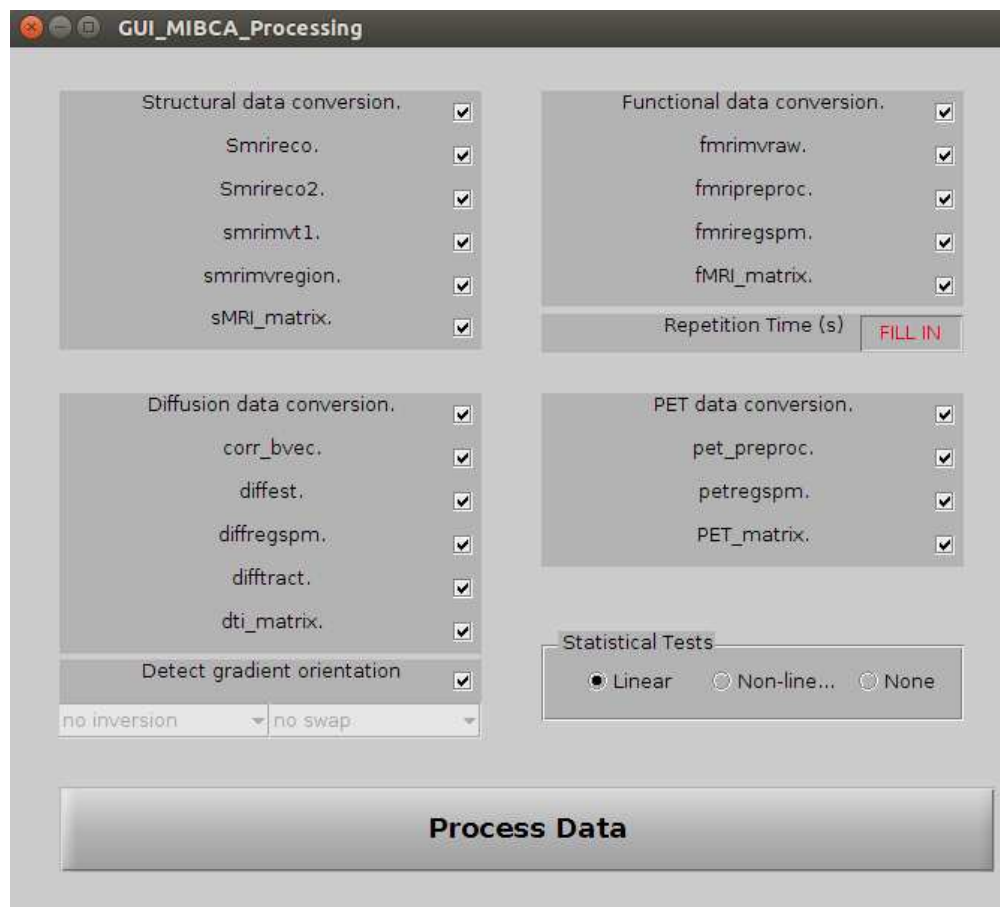 GUI_MIBCA_Processing
Structural data conversion.
Smrireco.
Smrireco2.
smrimvt1.
smrimvregion.
sMRI_matrix.
Functional data conversion.
fmrimvraw.
fmripreproc.
fmriregspm.
fMRI_matrix.
Repetition Time (s) FILL IN
Diffusion data conversion.
corr_bvec.
diffest.
diffregspm.
difftract.
dti_matrix.
Detect gradient orientation
no inversion no swap
PET data conversion.
pet_preproc.
petregspm.
PET_matrix.
Statistical Tests
Linear Non-line... None
Process Data